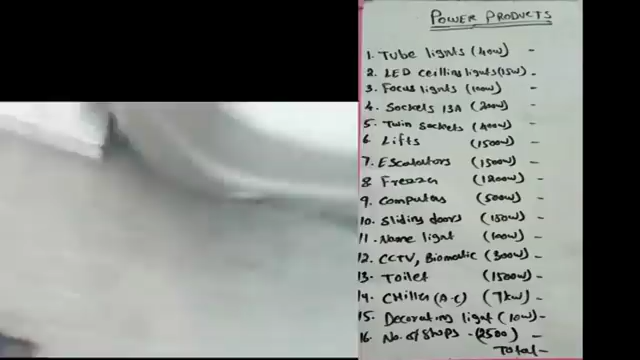 POWER PRODUCTS
1. Tube lights (40W) -
2. LED ceilling lights (15W) -
3. Focus lights (100W) -
4. Sockets 13A (200W) -
5. Twin Sockets (400W) -
6. Lifts (1500W) -
7. Escalators (1500W) -
8. Freezer (1200W) -
9. Computers (500W) -
10. Sliding doors (150W) -
11. Name light (100W) -
12. CCTV, Biomatic (300W) -
13. Toilet (1500W) -
14. CHiller (A-C) (7kW) -
15. Decorating light (10W) -
16. No. of Shops - (2500) -
Total -